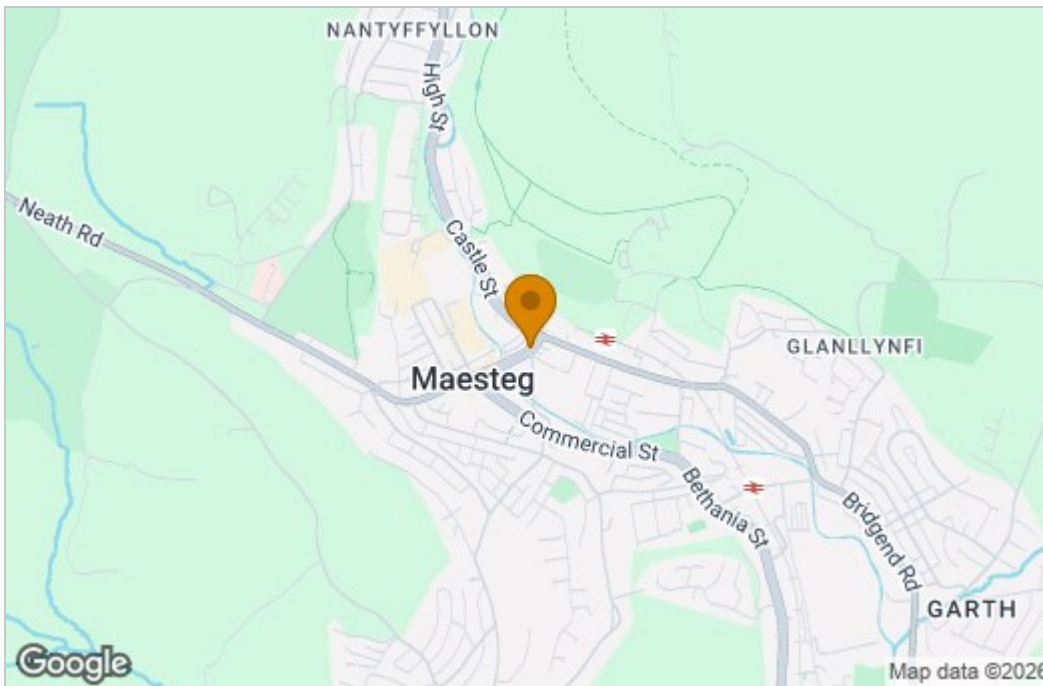 NANTYFFYLLON
High St
Neath Rd
Castle St
GLANLLYNFI
Maesteg
Commercial St
Bethania St
Bridgend Rd
GARTH
Google
Map data ©2026